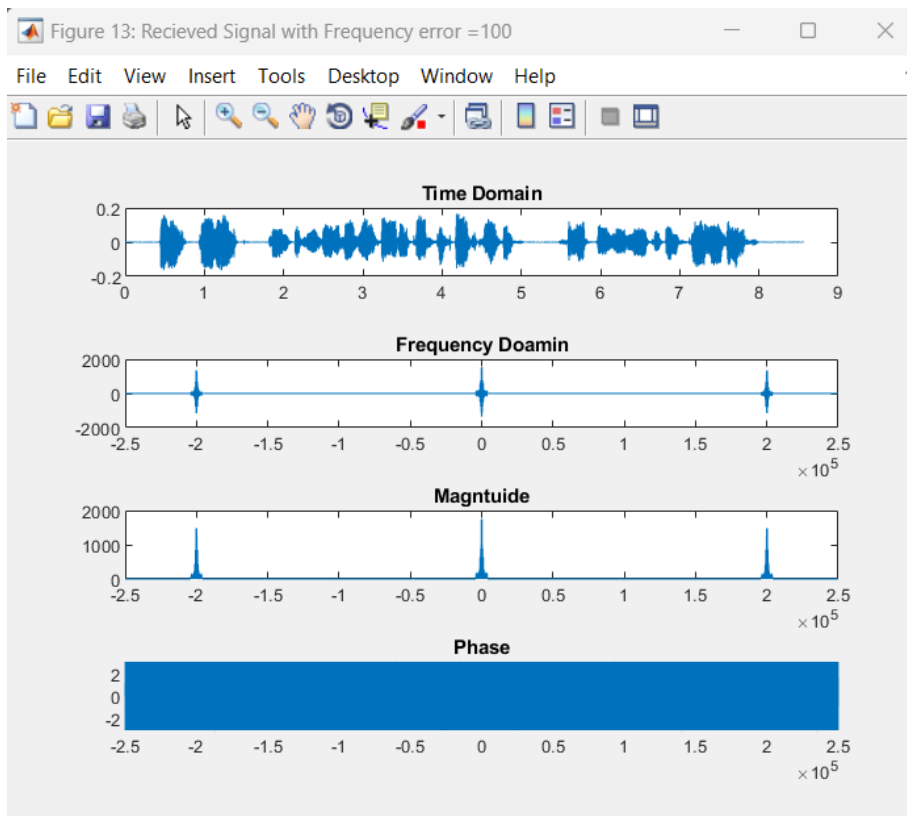 Figure 13: Recieved Signal with Frequency error =100
File Edit View Insert Tools Desktop Window Help
Time Domain
0.2
0
-0.2
0 1 2 3 4 5 6 7 8 9
Frequency Doamin
2000
0
-2000
-2.5 -2 -1.5 -1 -0.5 0 0.5 1 1.5 2 2.5
×10^5
Magntuide
2000
1000
0
-2.5 -2 -1.5 -1 -0.5 0 0.5 1 1.5 2 2.5
×10^5
Phase
2
0
-2
-2.5 -2 -1.5 -1 -0.5 0 0.5 1 1.5 2 2.5
×10^5